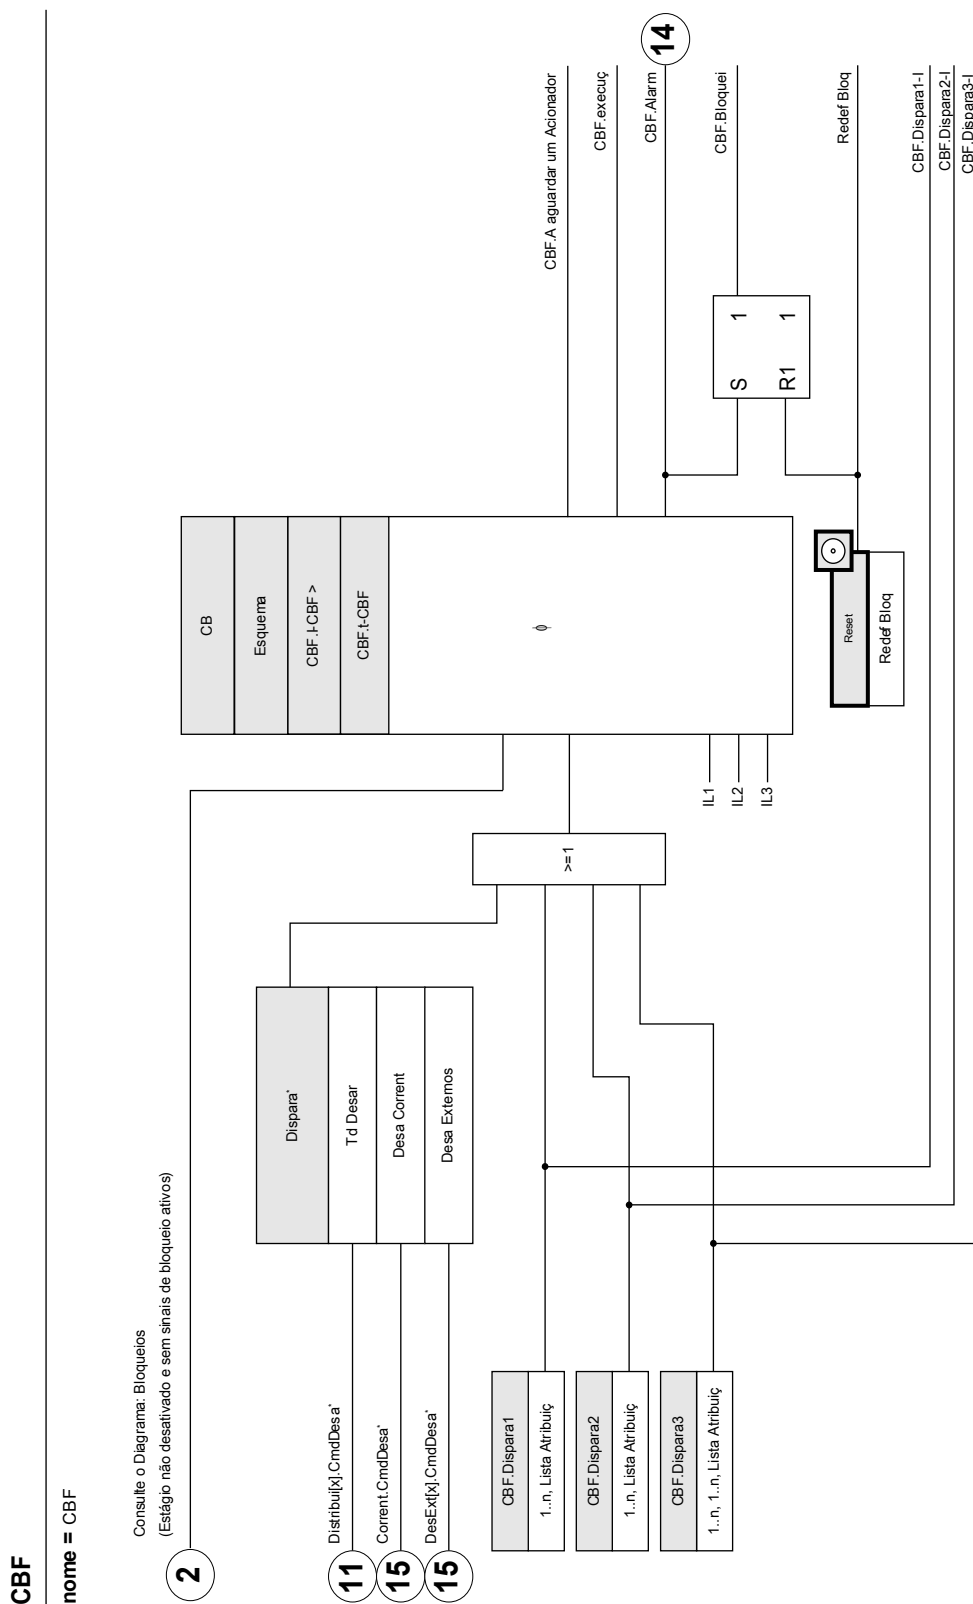 CBF
nome = CBF
2
Consulte o Diagrama: Bloqueios
(Estágio não desativado e sem sinais de bloqueio ativos)
11
Distribui[x].CmdDesa*
15
Corrent.CmdDesa*
15
DesExt[x].CmdDesa*
Dispara*
Td Desar
Desa Corrent
Desa Externos
CBF.Dispara1
1..n, Lista Atribuiç
CBF.Dispara2
1..n, Lista Atribuiç
CBF.Dispara3
1..n, 1..n, Lista Atribuiç
>=1
IL1
IL2
IL3
CB
Esquema
CBF.I-CBF >
CBF.t-CBF
ϕ
Reset
Redef Bloq
S 1
R1 1
CBF.A aguardar um Acionador
CBF.execuç
CBF.Alarm
14
CBF.Bloquei
Redef Bloq
CBF.Dispara1-I
CBF.Dispara2-I
CBF.Dispara3-I